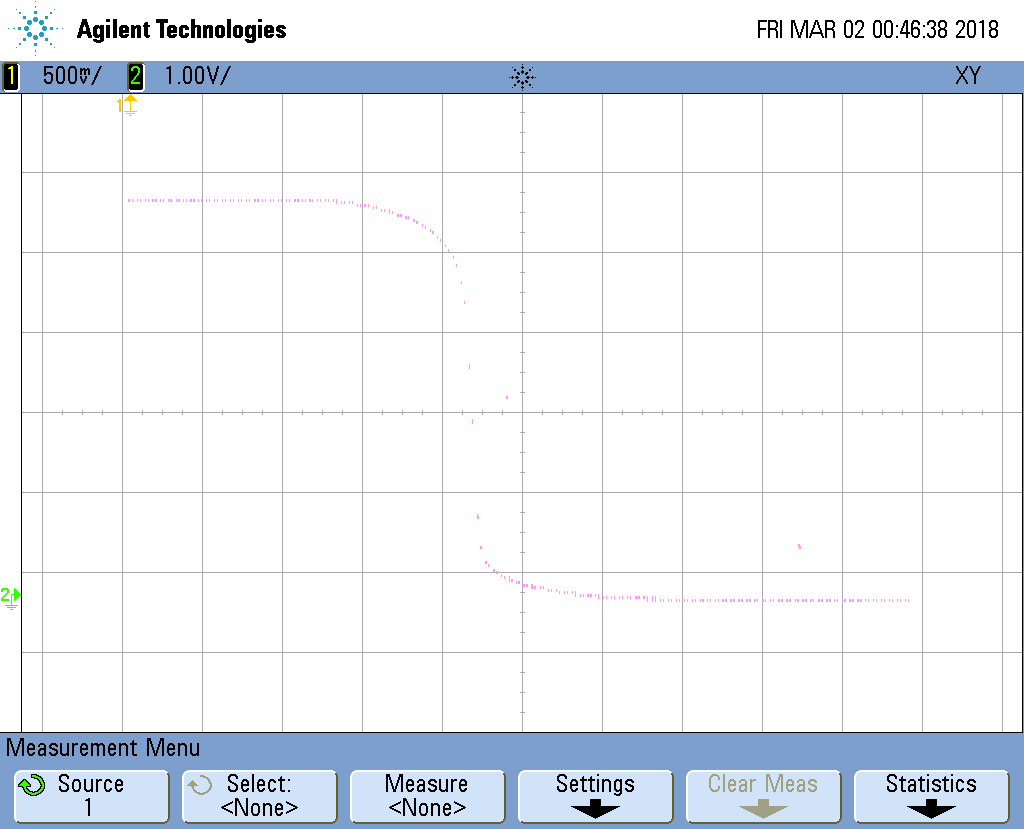 Agilent Technologies FRI MAR 02 00:46:38 2018
1 500mV/ 2 1.00V/ XY
1
2
Measurement Menu
Source Select: Measure Settings Clear Meas Statistics
1 <None> <None>